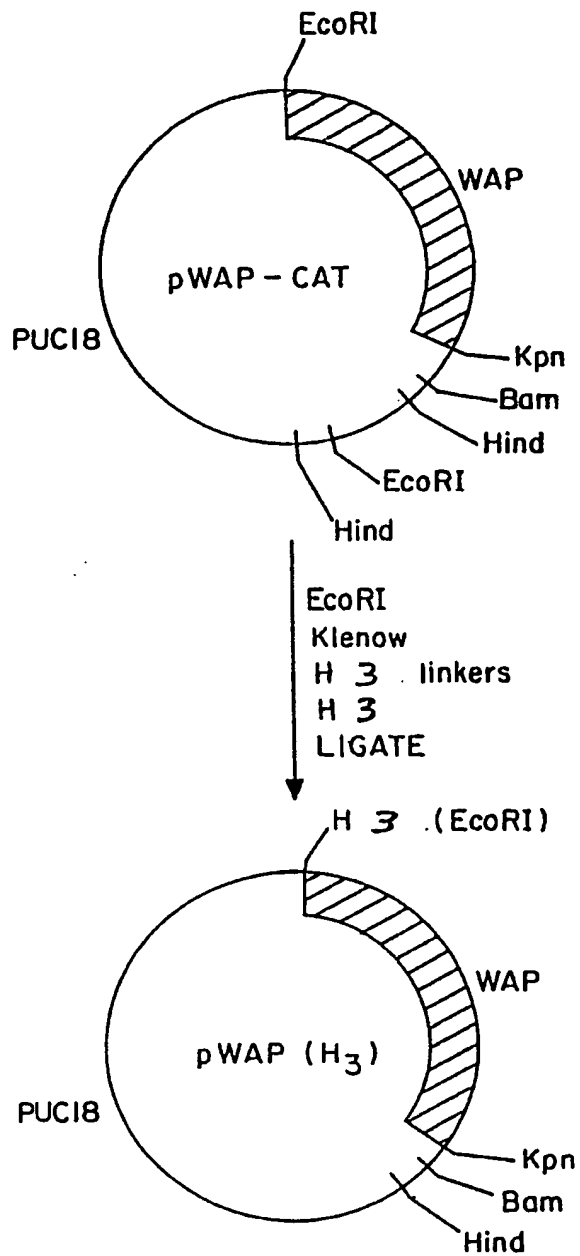 EcoRI
WAP
pWAP-CAT
PUC18
Kpn
Bam
Hind
EcoRI
Hind
EcoRI
Klenow
H 3 . linkers
H 3
LIGATE
H 3 .(EcoRI)
WAP
pWAP (H3)
PUC18
Kpn
Bam
Hind